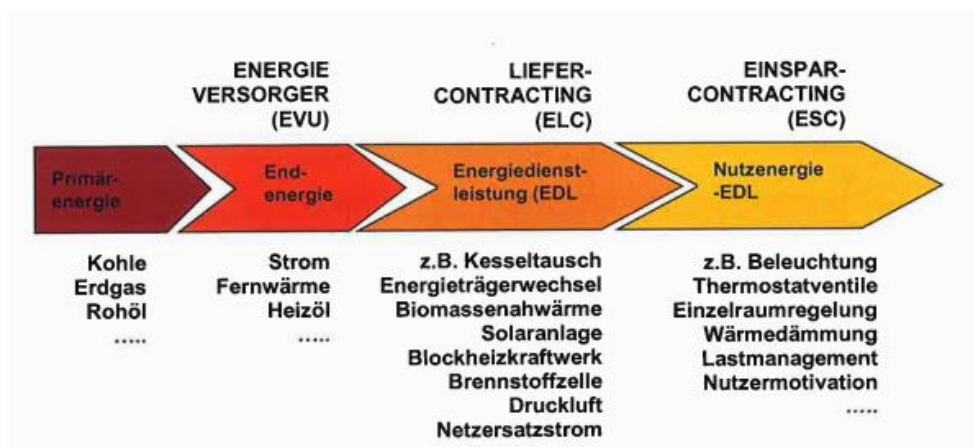 ENERGIE
VERSORGER
(EVU)
LIEFER-
CONTRACTING
(ELC)
EINSPAR-
CONTRACTING
(ESC)
Primär-
energie
End-
energie
Energiedienst-
leistung (EDL
Nutzenergie
-EDL
Kohle
Erdgas
Rohöl
.....
Strom
Fernwärme
Heizöl
.....
z.B. Kesseltausch
Energieträgerwechsel
Biomassenahwärme
Solaranlage
Blockheizkraftwerk
Brennstoffzelle
Druckluft
Netzersatzstrom
z.B. Beleuchtung
Thermostatventile
Einzelraumregelung
Wärmedämmung
Lastmanagement
Nutzermotivation
.....